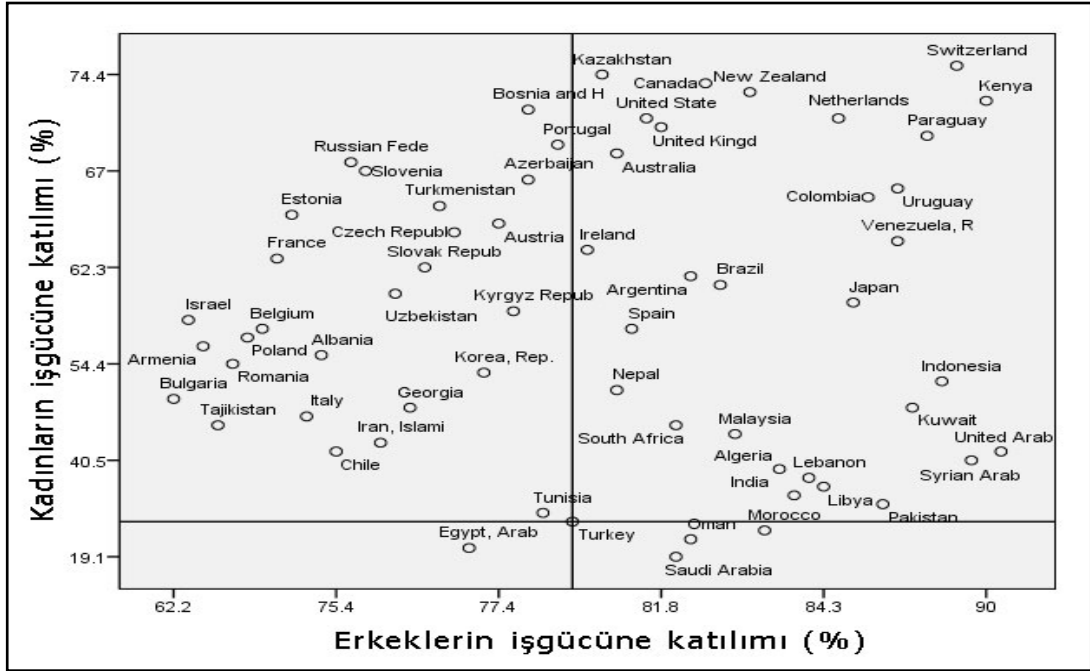 Kadınların işgücüne katılımı (%)
74.4
67
62.3
54.4
40.5
19.1
Switzerland
Kazakhstan
Canada
New Zealand
Kenya
Bosnia and H
United State
Netherlands
Paraguay
Portugal
United Kingd
Russian Fede
Slovenia
Azerbaijan
Australia
Turkmenistan
Colombia
Uruguay
Estonia
Czech Republ
Austria
Ireland
Venezuela, R
France
Slovak Repub
Argentina
Brazil
Israel
Belgium
Uzbekistan
Kyrgyz Repub
Spain
Japan
Armenia
Poland
Albania
Korea, Rep.
Romania
Nepal
Indonesia
Bulgaria
Tajikistan
Italy
Georgia
Kuwait
Iran, Islami
South Africa
Malaysia
United Arab
Chile
Algeria
Lebanon
Syrian Arab
India
Libya
Pakistan
Tunisia
Turkey
Oman
Morocco
Egypt, Arab
Saudi Arabia
62.2
75.4
77.4
81.8
84.3
90
Erkeklerin işgücüne katılımı (%)